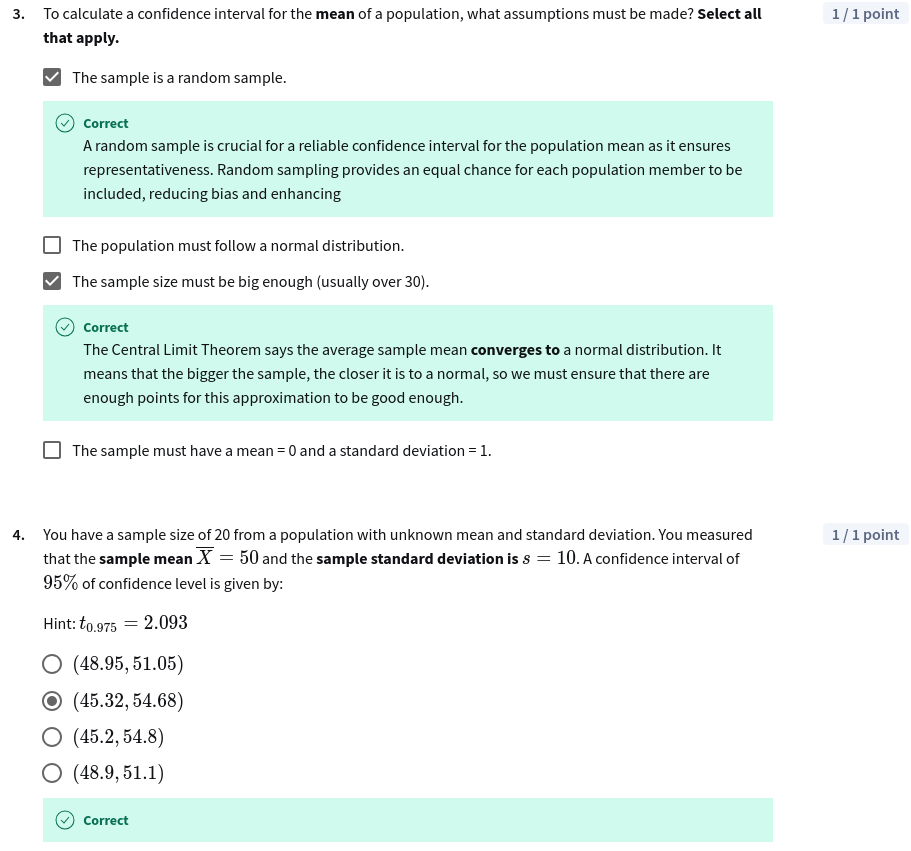 3. To calculate a confidence interval for the mean of a population, what assumptions must be made? Select all 1 / 1 point
that apply.
The sample is a random sample.
Correct
A random sample is crucial for a reliable confidence interval for the population mean as it ensures
representativeness. Random sampling provides an equal chance for each population member to be
included, reducing bias and enhancing
The population must follow a normal distribution.
The sample size must be big enough (usually over 30).
Correct
The Central Limit Theorem says the average sample mean converges to a normal distribution. It
means that the bigger the sample, the closer it is to a normal, so we must ensure that there are
enough points for this approximation to be good enough.
The sample must have a mean = 0 and a standard deviation = 1.
4. You have a sample size of 20 from a population with unknown mean and standard deviation. You measured 1 / 1 point
that the sample mean X̅ = 50 and the sample standard deviation is s = 10. A confidence interval of
95% of confidence level is given by:
Hint: t₀.₉₇₅ = 2.093
(48.95, 51.05)
(45.32, 54.68)
(45.2, 54.8)
(48.9, 51.1)
Correct